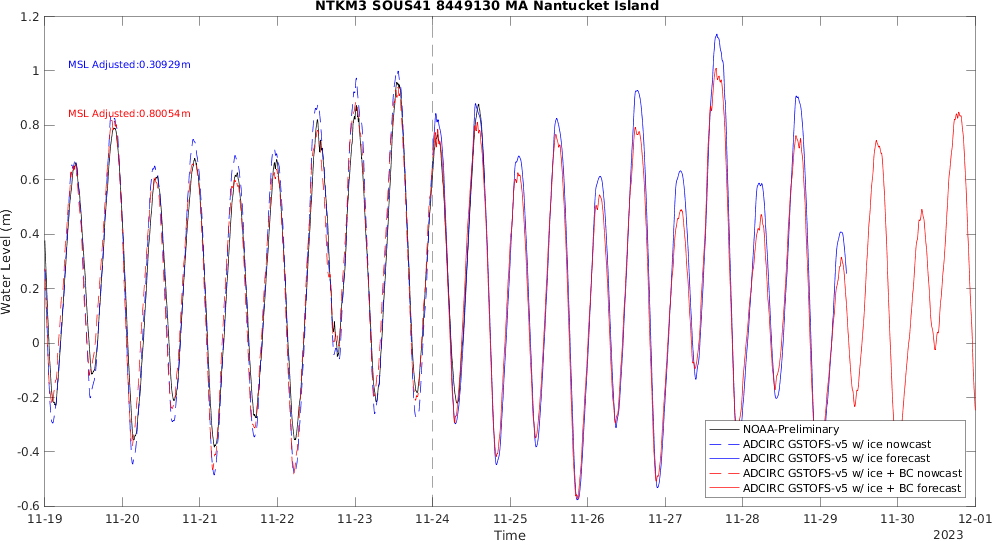 NTKM3 SOUS41 8449130 MA Nantucket Island
1.2
1
0.8
0.6
0.4
0.2
0
-0.2
-0.4
-0.6
Water Level (m)
MSL Adjusted:0.30929m
MSL Adjusted:0.80054m
NOAA-Preliminary
ADCIRC GSTOFS-v5 w/ ice nowcast
ADCIRC GSTOFS-v5 w/ ice forecast
ADCIRC GSTOFS-v5 w/ ice + BC nowcast
ADCIRC GSTOFS-v5 w/ ice + BC forecast
11-19 11-20 11-21 11-22 11-23 11-24 11-25 11-26 11-27 11-28 11-29 11-30 12-01
Time
2023